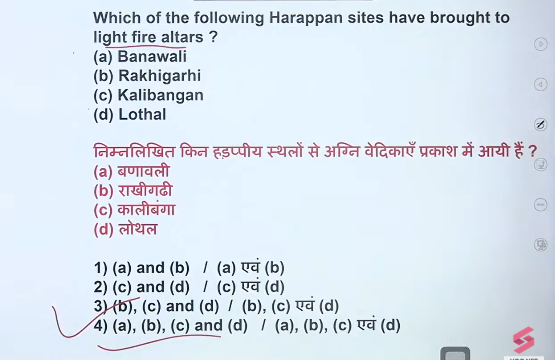 Which of the following Harappan sites have brought to
light fire altars ?
(a) Banawali
(b) Rakhigarhi
(c) Kalibangan
(d) Lothal
निम्नलिखित किन हड़प्पीय स्थलों से अग्नि वेदिकाएँ प्रकाश में आयी हैं ?
(a) बणावली
(b) राखीगढी
(c) कालीबंगा
(d) लोथल
1) (a) and (b) / (a) एवं (b)
2) (c) and (d) / (c) एवं (d)
3) (b), (c) and (d) / (b), (c) एवं (d)
4) (a), (b), (c) and (d) / (a), (b), (c) एवं (d)